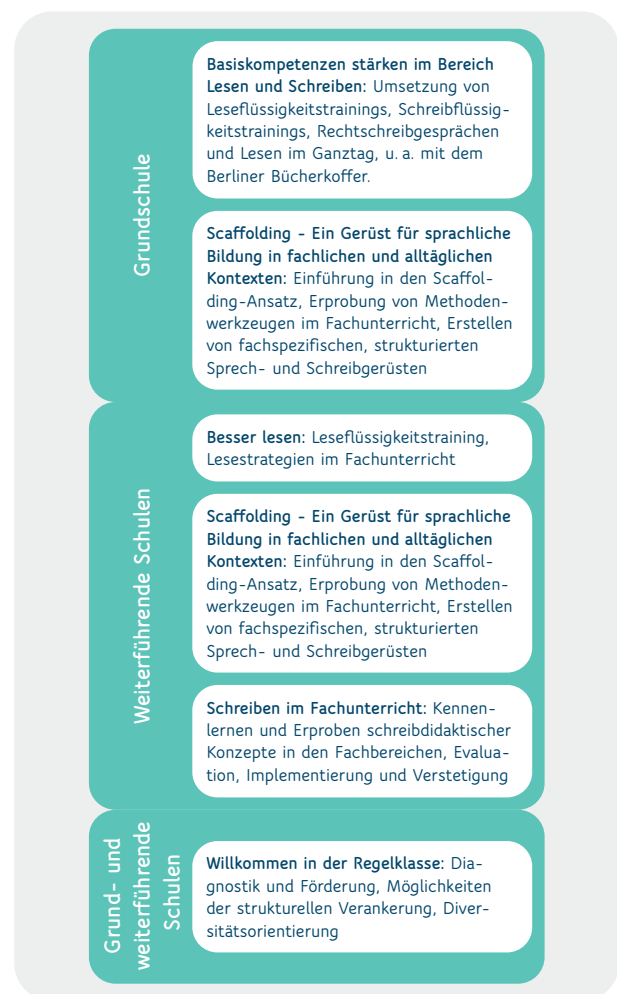 Grundschule
Basiskompetenzen stärken im Bereich
Lesen und Schreiben: Umsetzung von
Leseflüssigkeitstrainings, Schreibflüssig-
keitstrainings, Rechtschreibgesprächen
und Lesen im Ganztag, u. a. mit dem
Berliner Bücherkoffer.
Scaffolding - Ein Gerüst für sprachliche
Bildung in fachlichen und alltäglichen
Kontexten: Einführung in den Scaffol-
ding-Ansatz, Erprobung von Methoden-
werkzeugen im Fachunterricht, Erstellen
von fachspezifischen, strukturierten
Sprech- und Schreibgerüsten
Weiterführende Schulen
Besser lesen: Leseflüssigkeitstraining,
Lesestrategien im Fachunterricht
Scaffolding - Ein Gerüst für sprachliche
Bildung in fachlichen und alltäglichen
Kontexten: Einführung in den Scaffol-
ding-Ansatz, Erprobung von Methoden-
werkzeugen im Fachunterricht, Erstellen
von fachspezifischen, strukturierten
Sprech- und Schreibgerüsten
Schreiben im Fachunterricht: Kennen-
lernen und Erproben schreibdidaktischer
Konzepte in den Fachbereichen, Evalua-
tion, Implementierung und Verstetigung
Grund- und
weiterführende
Schulen
Willkommen in der Regelklasse: Dia-
gnostik und Förderung, Möglichkeiten
der strukturellen Verankerung, Diver-
sitätsorientierung